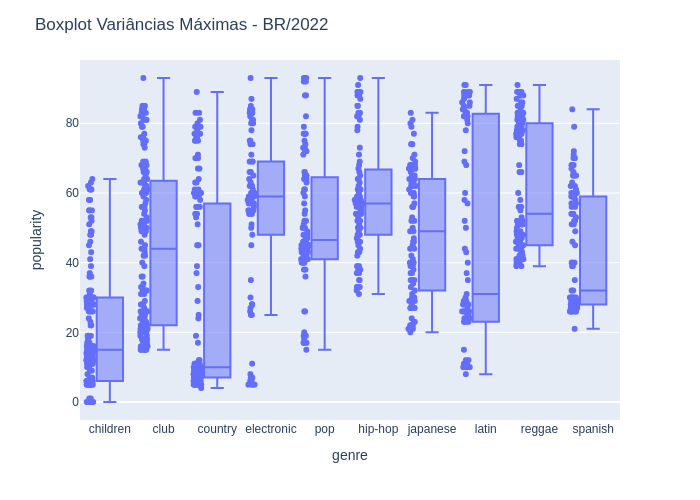 Boxplot Variâncias Máximas - BR/2022
popularity
80
60
40
20
0
children club country electronic pop hip-hop japanese latin reggae spanish
genre